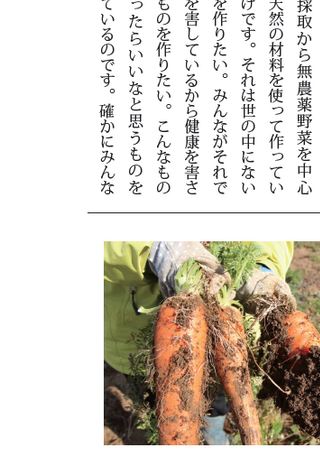 採取から無農薬野菜を中心
天然の材料を使って作ってい
けです。それは世の中にない
を作りたい。みんながそれで
を害しているから健康を害さ
ものを作りたい。こんなもの
ったらいいなと思うものを
ているのです。確かにみんな